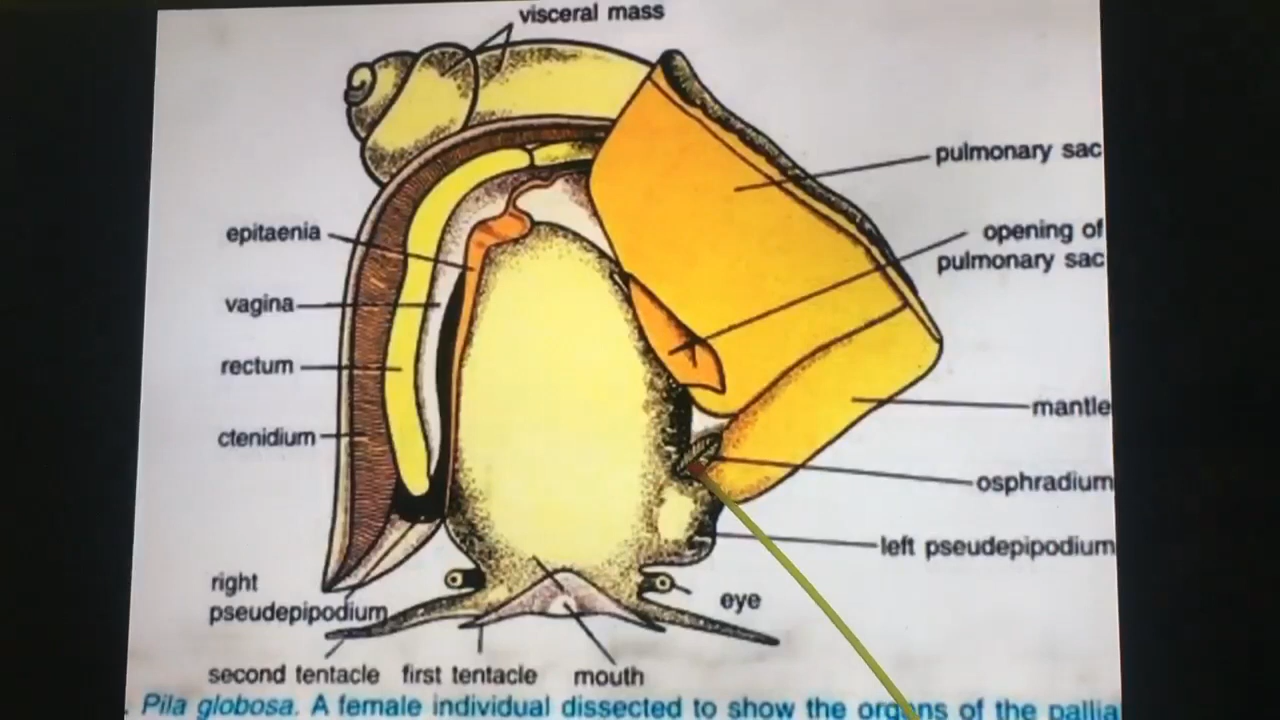 visceral mass
pulmonary sac
opening of
pulmonary sac
epitaenia
vagina
rectum
ctenidium
mantle
osphradium
left pseudepipodium
right
pseudepipodium
eye
second tentacle
first tentacle
mouth
Pila globosa. A female individual dissected to show the organs of the pallia